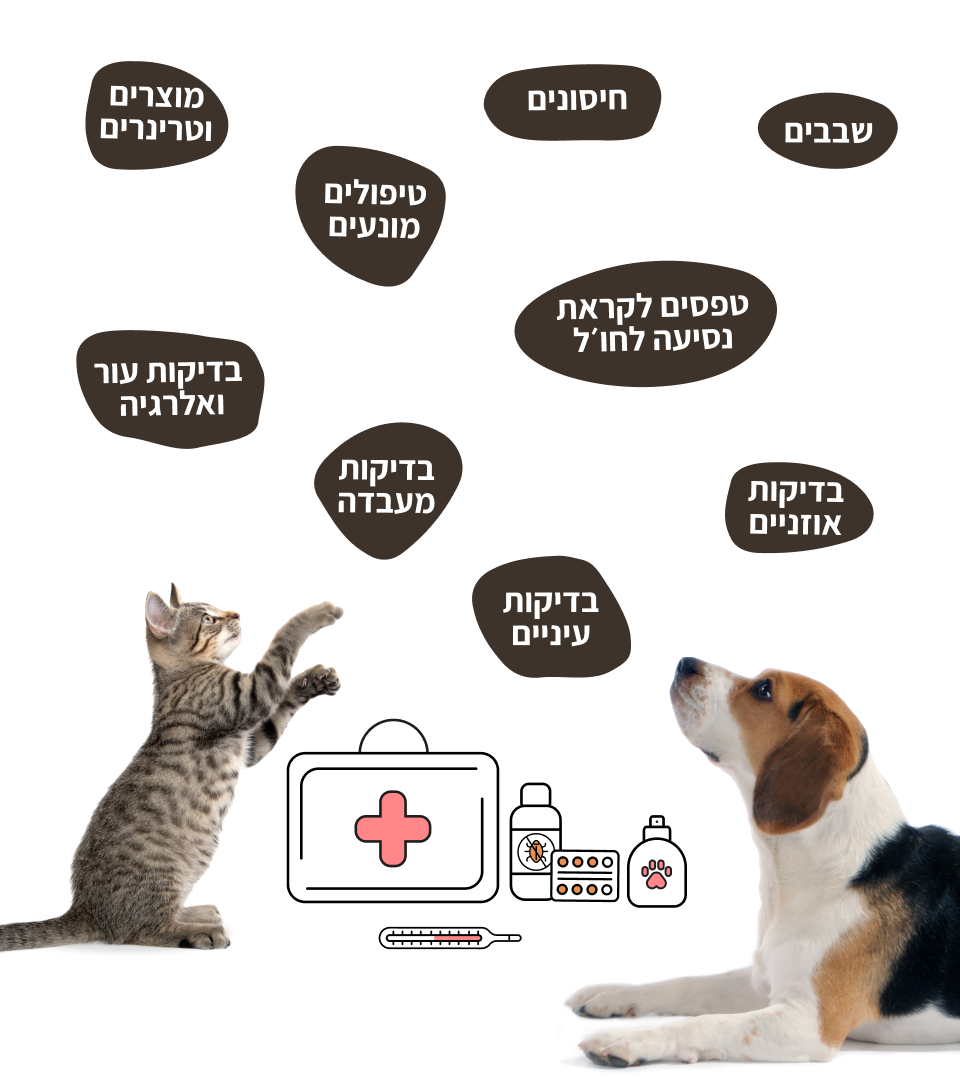 מוצרים
וטרינרים
חיסונים
שבבים
טיפולים
מונעים
טפסים לקראת
נסיעה לחו׳ל
בדיקות עור
ואלרגיה
בדיקות
מעבדה
בדיקות
אוזניים
בדיקות
עיניים